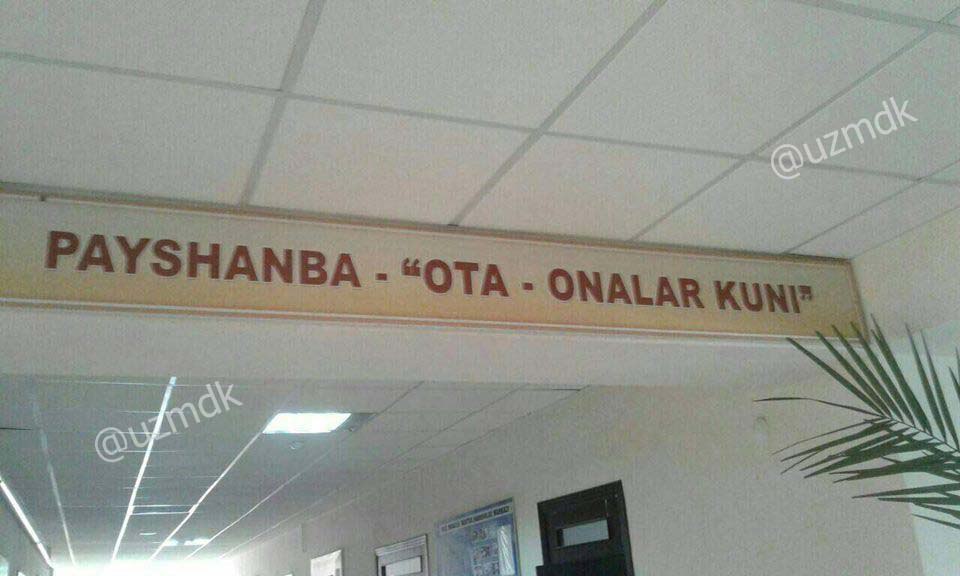 @uzmdk
PAYSHANBA - “OTA - ONALAR KUNI”
@uzmdk